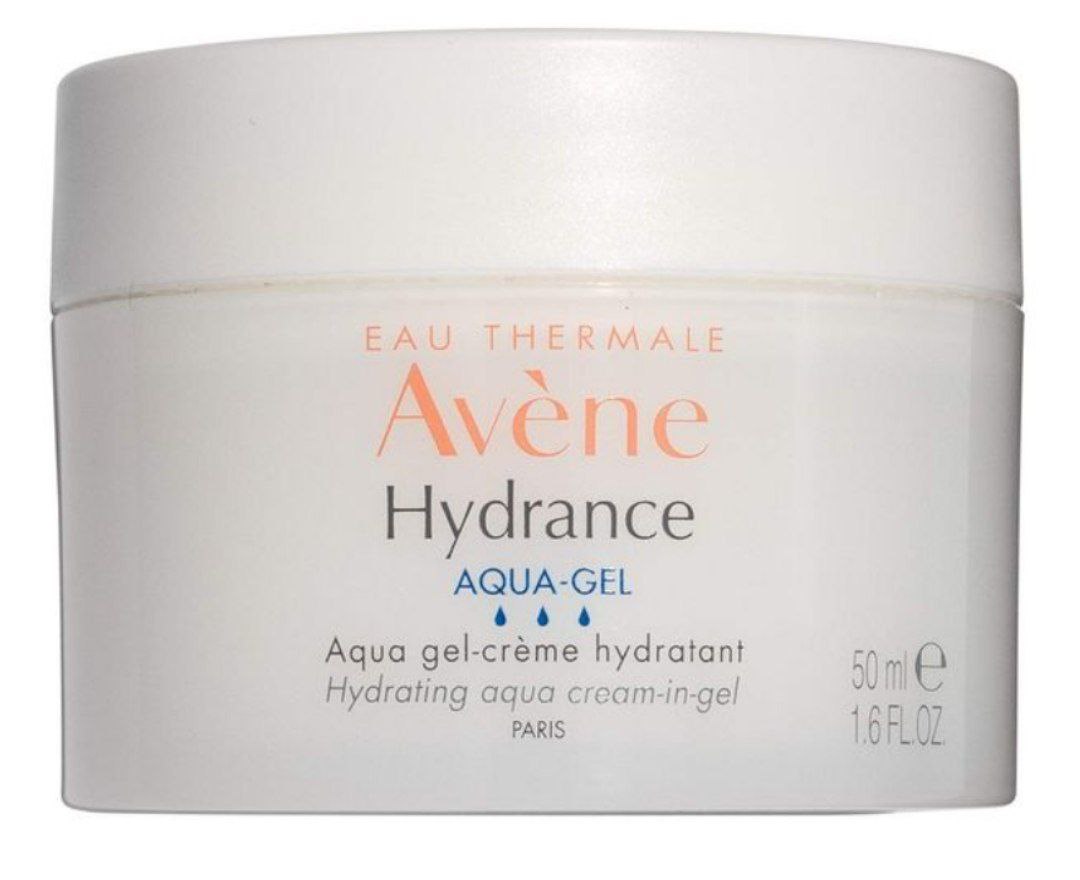 EAU THERMALE
Avène
Hydrance
AQUA-GEL
Aqua gel-crème hydratant
Hydrating aqua cream-in-gel
PARIS
50 ml e
1.6 FL.OZ.